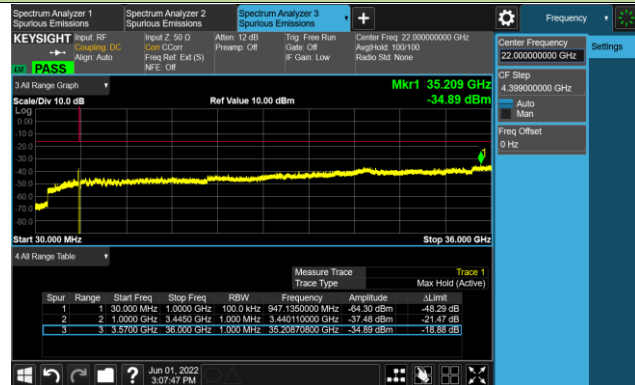 Spectrum Analyzer 1
Spurious Emissions
Spectrum Analyzer 2
Spurious Emissions
Spectrum Analyzer 3
Spurious Emissions
Frequency
KEYSIGHT
Input: RF
Coupling: DC
Align: Auto
Input Z: 50 Ω
Corr CCorr
Freq Ref: Ext (S)
NFE: Off
Atten: 12 dB
Preamp: Off
Trig: Free Run
Gate: Off
IF Gain: Low
Center Freq: 22.000000000 GHz
Avg|Hold: 100/100
Radio Std: None
PASS
Center Frequency
22.000000000 GHz
Settings
CF Step
4.399000000 GHz
Auto
Man
Freq Offset
0 Hz
3 All Range Graph
Mkr1 35.209 GHz
Scale/Div 10.0 dB
Ref Value 10.00 dBm
-34.89 dBm
Log
0.00
-10.0
-20.0
-30.0
-40.0
-50.0
-60.0
-70.0
-80.0
1
Start 30.000 MHz
Stop 36.000 GHz
4 All Range Table
Measure Trace Trace 1
Trace Type Max Hold (Active)
Spur Range Start Freq Stop Freq RBW Frequency Amplitude ΔLimit
1 1 30.000 MHz 1.0000 GHz 100.0 kHz 947.1350000 MHz -64.30 dBm -48.29 dB
2 2 1.0000 GHz 3.4450 GHz 1.000 MHz 3.440110000 GHz -37.48 dBm -21.47 dB
3 3 3.5700 GHz 36.000 GHz 1.000 MHz 35.20870800 GHz -34.89 dBm -18.88 dB
Jun 01, 2022
3:07:47 PM